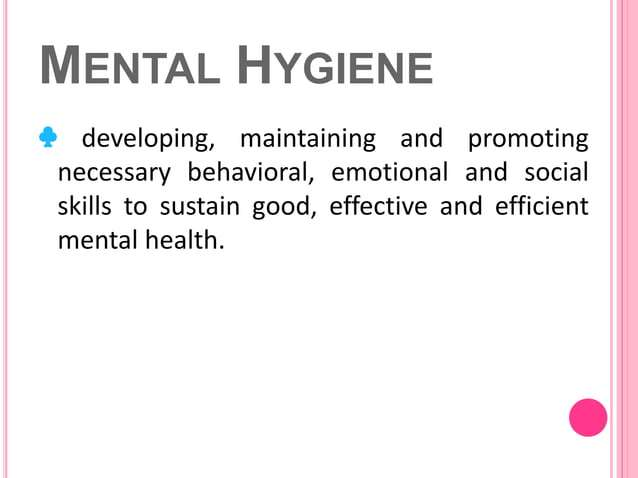 MENTAL HYGIENE
♣ developing, maintaining and promoting
necessary behavioral, emotional and social
skills to sustain good, effective and efficient
mental health.